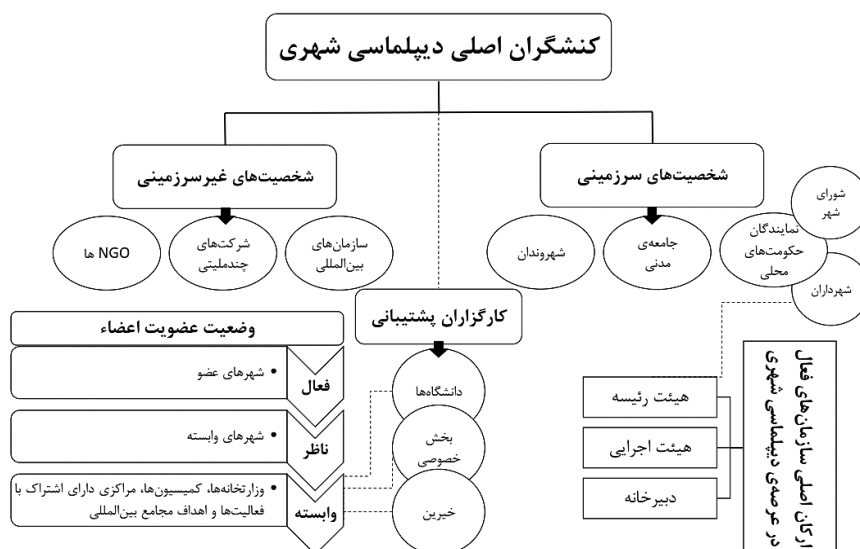 کنشگران اصلی دیپلماسی شهری
شخصیت‌های سرزمینی
شورای
شهر
نمایندگان
حکومت‌های
محلی
شهرداران
جامعه‌ی
مدنی
شهروندان
شخصیت‌های غیرسرزمینی
سازمان‌های
بین‌المللی
شرکت‌های
چندملیتی
NGO ها
کارگزاران پشتیبانی
دانشگاه‌ها
بخش
خصوصی
خیرین
ارکان اصلی سازمان‌های فعال
در عرصه‌ی دیپلماسی شهری
هیئت رئیسه
هیئت اجرایی
دبیرخانه
وضعیت عضویت اعضاء
فعال
• شهرهای عضو
ناظر
• شهرهای وابسته
وابسته
• وزارتخانه‌ها، کمیسیون‌ها، مراکزی دارای اشتراک با
فعالیت‌ها و اهداف مجامع بین‌المللی